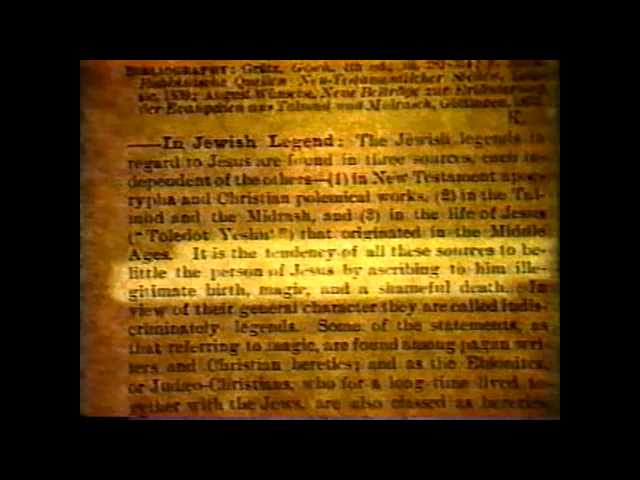 BIBLIOGRAPHY: Grätz, Gesch.
Rabbinische Quellen Neu-Testamentlicher
August Wünsche, Neue Beiträge zur Erläuterung
der Evangelien aus Talmud und Midrasch, Göttingen,
K.
——In Jewish Legend: The Jewish legends in
regard to Jesus are found in three sources, each in-
dependent of the others—(1) in New Testament apoc-
rypha and Christian polemical works, (2) in the Tal-
mud and the Midrash, and (3) in the life of Jesus
("Toledot Yeshu'") that originated in the Middle
Ages. It is the tendency of all these sources to be-
little the person of Jesus by ascribing to him ille-
gitimate birth, magic, and a shameful death. In
view of their general character they are called indis-
criminately legends. Some of the statements, as
that referring to magic, are found among pagan wri-
ters and Christian heretics; and as the Ebionites,
or Judæo-Christians, who for a long time lived to-
gether with the Jews, are also classed as heretics,